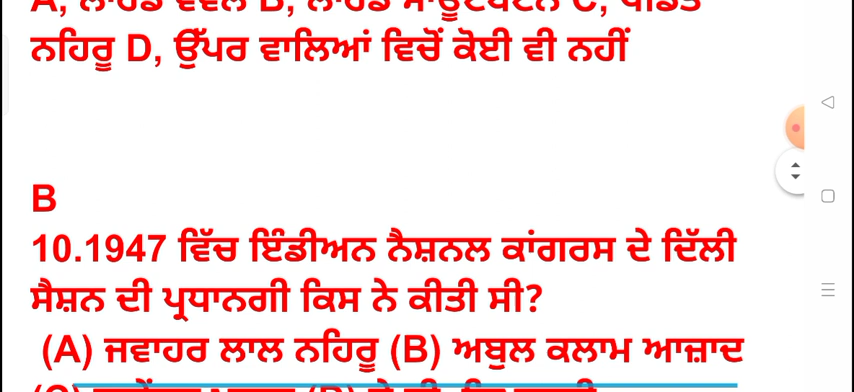 ਨਹਿਰੂ D, ਉੱਪਰ ਵਾਲਿਆਂ ਵਿਚੋਂ ਕੋਈ ਵੀ ਨਹੀਂ
B
10.1947 ਵਿੱਚ ਇੰਡੀਅਨ ਨੈਸ਼ਨਲ ਕਾਂਗਰਸ ਦੇ ਦਿੱਲੀ
ਸੈਸ਼ਨ ਦੀ ਪ੍ਰਧਾਨਗੀ ਕਿਸ ਨੇ ਕੀਤੀ ਸੀ?
(A) ਜਵਾਹਰ ਲਾਲ ਨਹਿਰੂ (B) ਅਬੁਲ ਕਲਾਮ ਆਜ਼ਾਦ